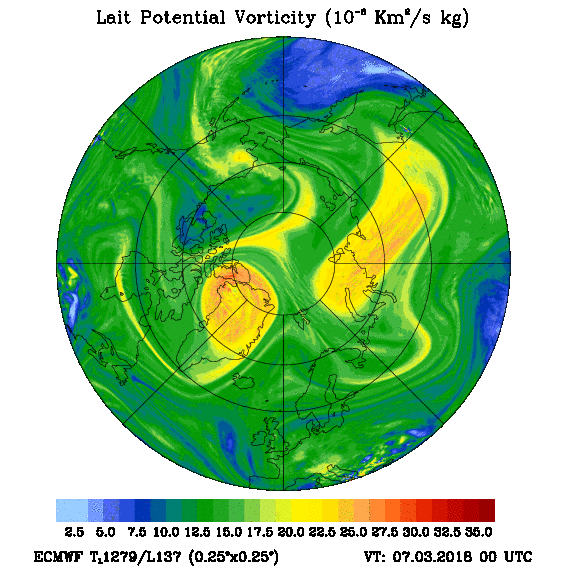 Lait Potential Vorticity (10⁻⁸ Km²/s kg)
2.5 5.0 7.5 10.0 12.5 15.0 17.5 20.0 22.5 25.0 27.5 30.0 32.5 35.0
ECMWF T_L1279/L137 (0.25°x0.25°) VT: 07.03.2018 00 UTC